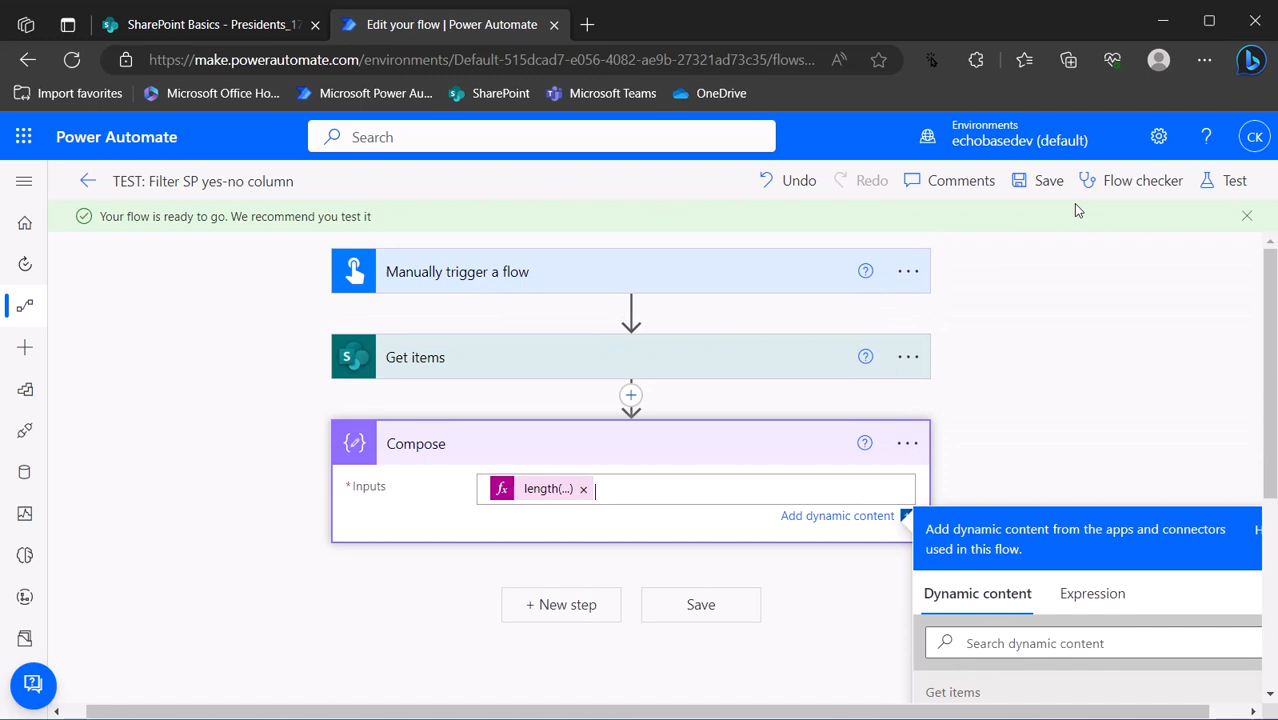 SharePoint Basics - Presidents_17
Edit your flow | Power Automate
https://make.powerautomate.com/environments/Default-515dcad7-e056-4082-ae9b-27321ad73c35/flows...
Import favorites
Microsoft Office Ho...
Microsoft Power Au...
SharePoint
Microsoft Teams
OneDrive
Power Automate
Search
Environments
echobasedev (default)
CK
TEST: Filter SP yes-no column
Undo
Redo
Comments
Save
Flow checker
Test
Your flow is ready to go. We recommend you test it
Manually trigger a flow
Get items
Compose
*Inputs
length(...)
Add dynamic content
Add dynamic content from the apps and connectors
used in this flow.
H
Dynamic content
Expression
+ New step
Save
Search dynamic content
Get items